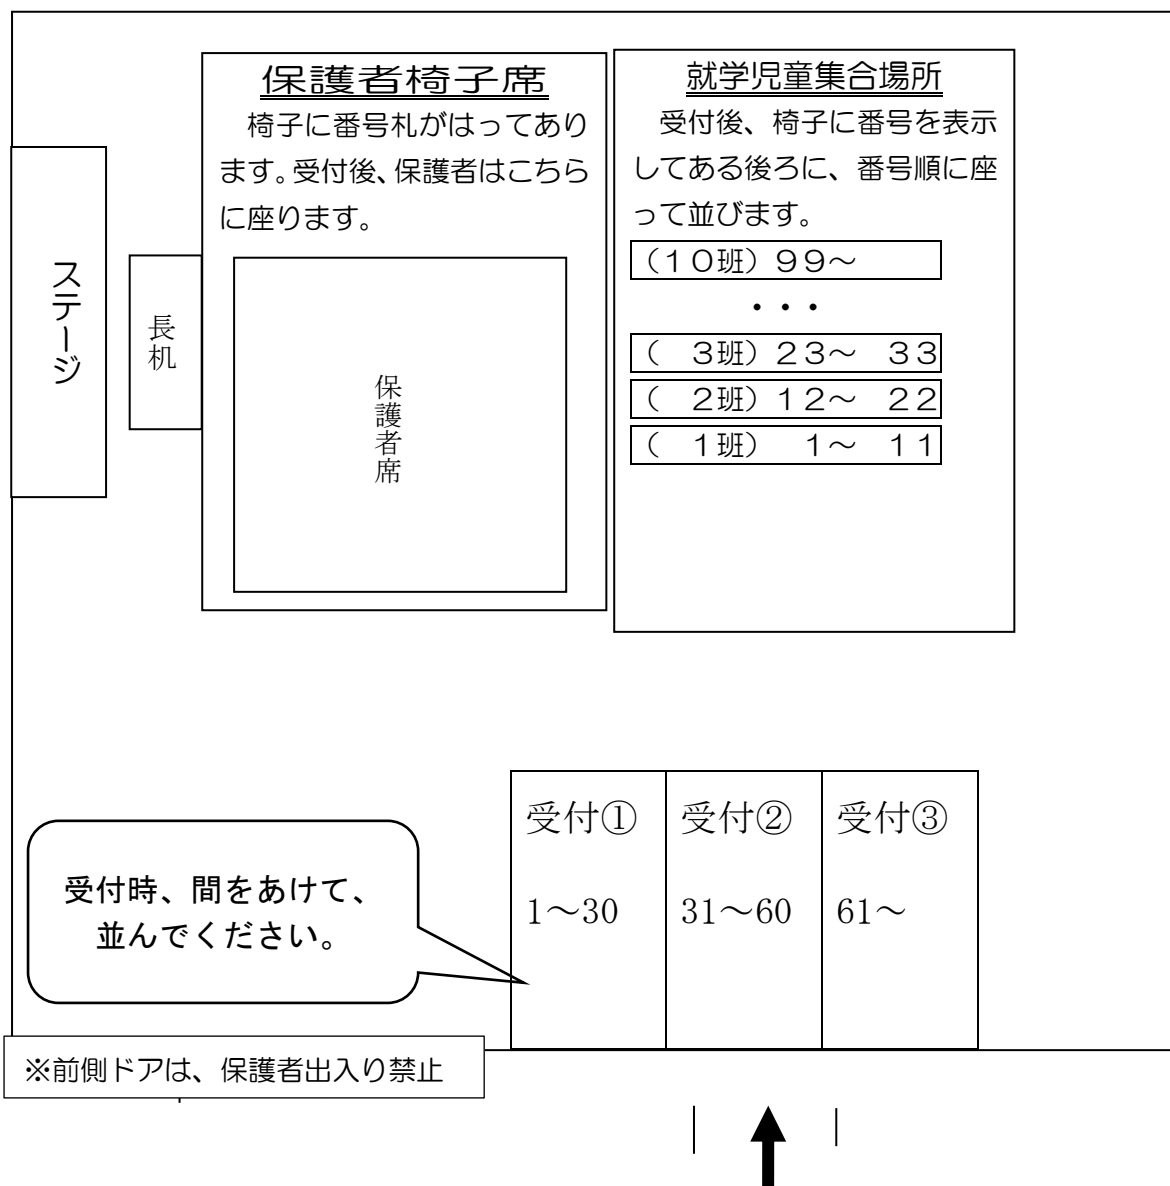 保護者椅子席
椅子に番号札がはってあり
ます。受付後、保護者はこちら
に座ります。
就学児童集合場所
受付後、椅子に番号を表示
してある後ろに、番号順に座
って並びます。
（１０班）９９～
・・・
（　３班）２３～　３３
（　２班）１２～　２２
（　１班）　１～　１１
ステージ
長机
保護者席
受付①
1～30
受付②
31～60
受付③
61～
受付時、間をあけて、
並んでください。
※前側ドアは、保護者出入り禁止